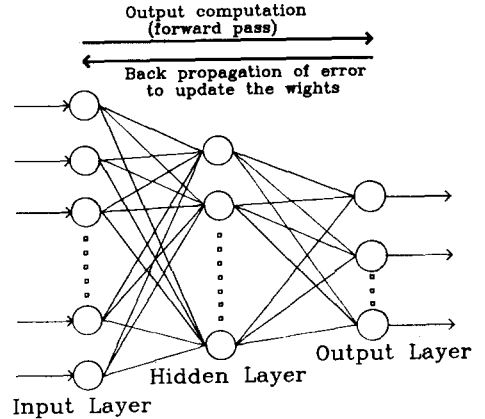 Output computation
(forward pass)
Back propagation of error
to update the wights
Output Layer
Hidden Layer
Input Layer